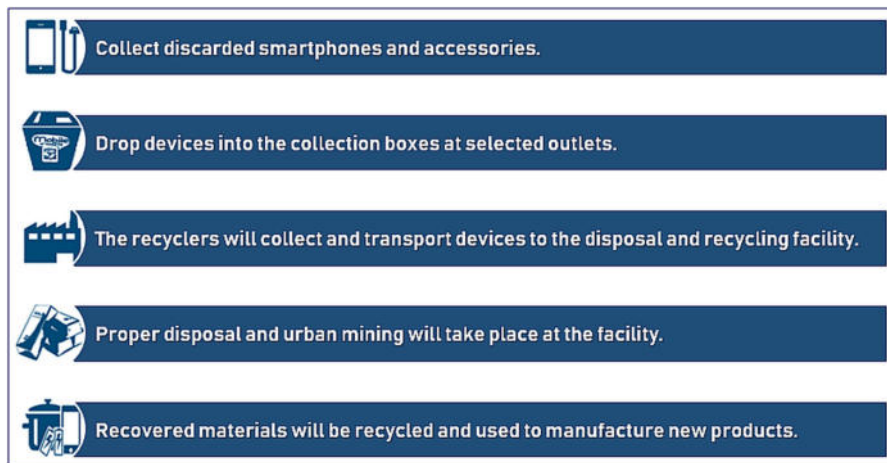 Collect discarded smartphones and accessories.
Drop devices into the collection boxes at selected outlets.
The recyclers will collect and transport devices to the disposal and recycling facility.
Proper disposal and urban mining will take place at the facility.
Recovered materials will be recycled and used to manufacture new products.